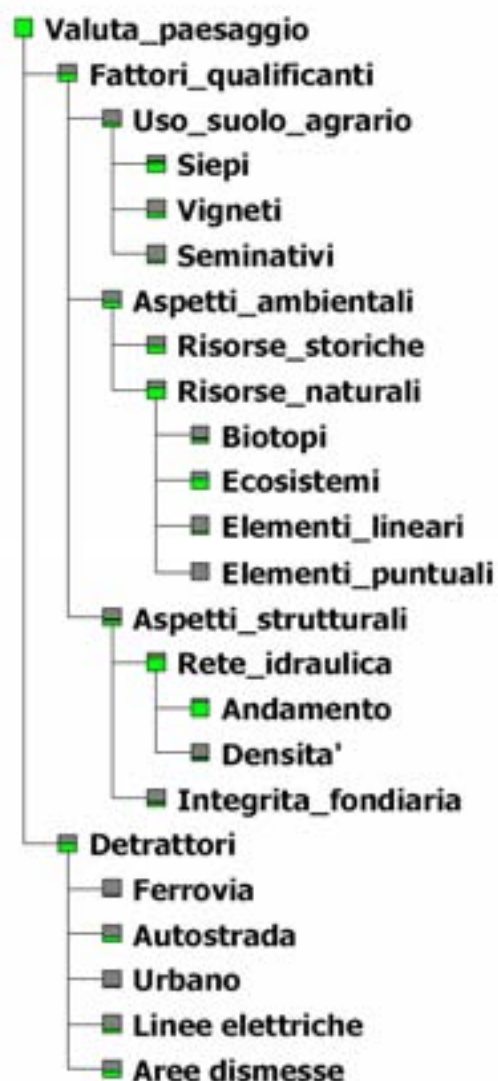 Valuta_paesaggio
Fattori_qualificanti
Uso_suolo_agrario
Siepi
Vigneti
Seminativi
Aspetti_ambientali
Risorse_storiche
Risorse_naturali
Biotopi
Ecosistemi
Elementi_lineari
Elementi_puntuali
Aspetti_strutturali
Rete_idraulica
Andamento
Densita'
Integrita_fondiaria
Detrattori
Ferrovia
Autostrada
Urbano
Linee elettriche
Aree dismesse